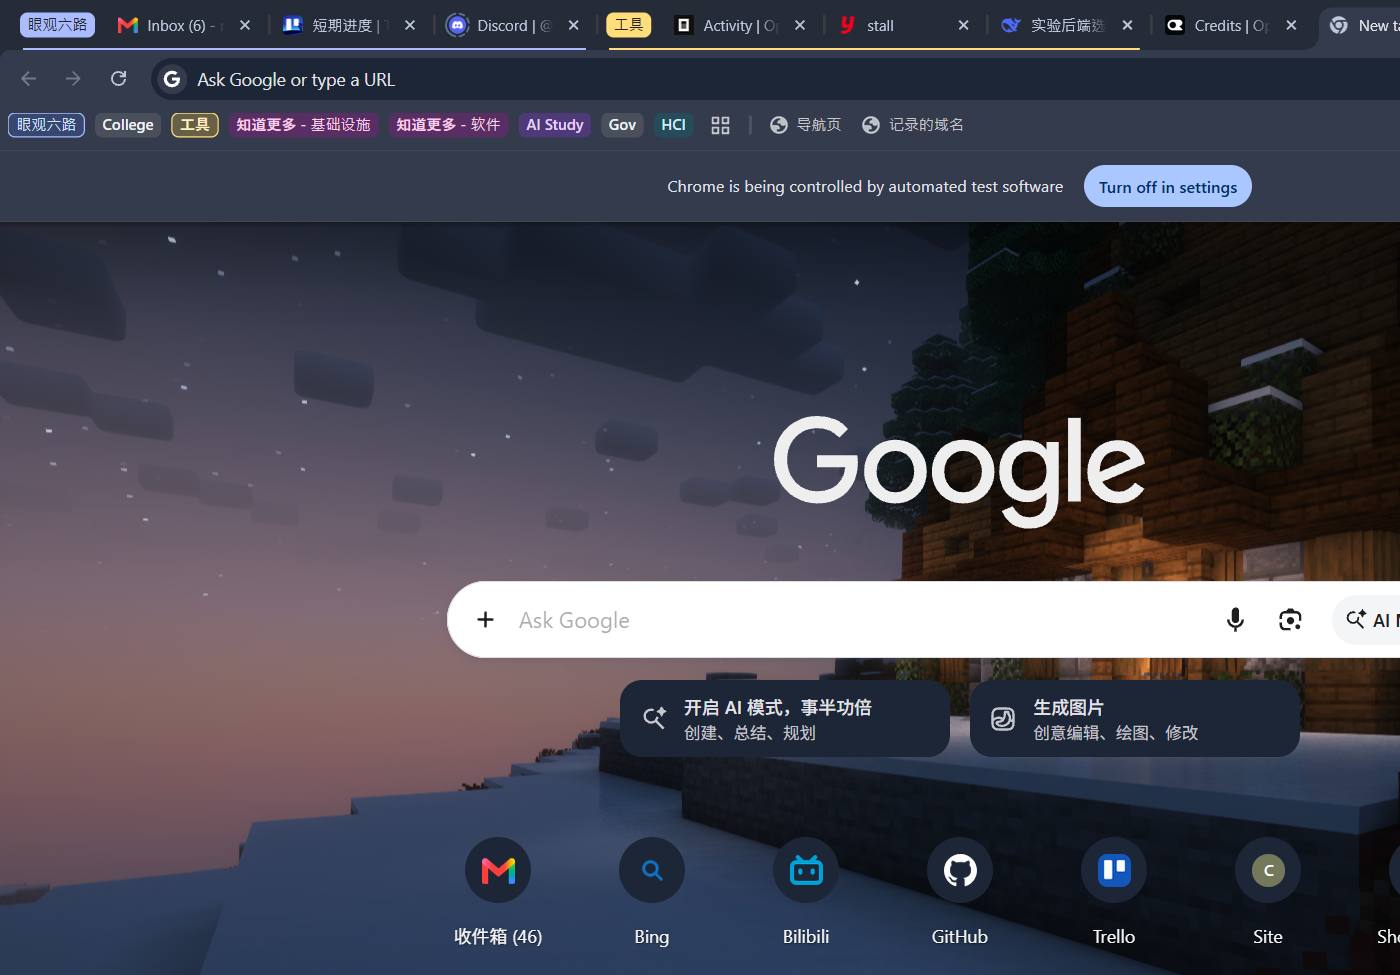 眼观六路
Inbox (6) -
短期进度 |
Discord | @
工具
Activity | O
stall
实验后端选
Credits | O
New ta
Ask Google or type a URL
眼观六路
College
工具
知道更多 - 基础设施
知道更多 - 软件
AI Study
Gov
HCI
导航页
记录的域名
Chrome is being controlled by automated test software
Turn off in settings
Google
Ask Google
AI
开启 AI 模式，事半功倍
创建、总结、规划
生成图片
创意编辑、绘图、修改
收件箱 (46)
Bing
Bilibili
GitHub
Trello
C
Site